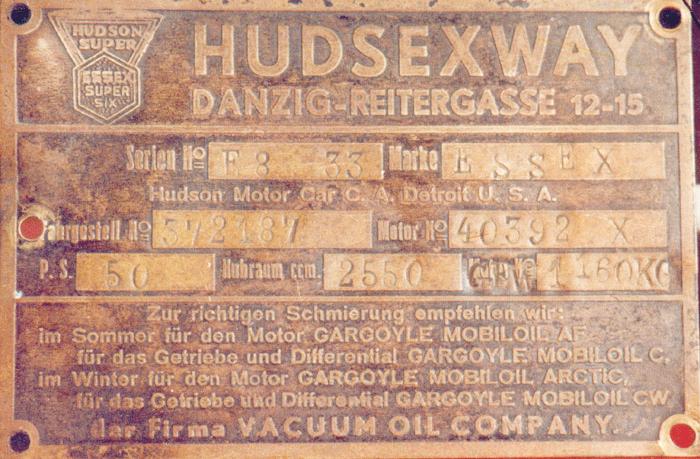 HUDSON
SUPER
ESSEX
SUPER
SIX
HUDSEXWAY
DANZIG-REITERGASSE 12-15
Serien No F8 33 Marke ESSEX
Hudson Motor Car C. A. Detroit U. S. A.
Fahrgestell No 372187 Motor No 40392 X
P. S. 50 Hubraum ccm. 2550 1160KG
Zur richtigen Schmierung empfehlen wir:
im Sommer für den Motor GARGOYLE MOBILOIL AF
für das Getriebe und Differential GARGOYLE MOBILOIL C,
im Winter für den Motor GARGOYLE MOBILOIL ARCTIC,
für das Getriebe und Differential GARGOYLE MOBILOIL CW
der Firma VACUUM OIL COMPANY.